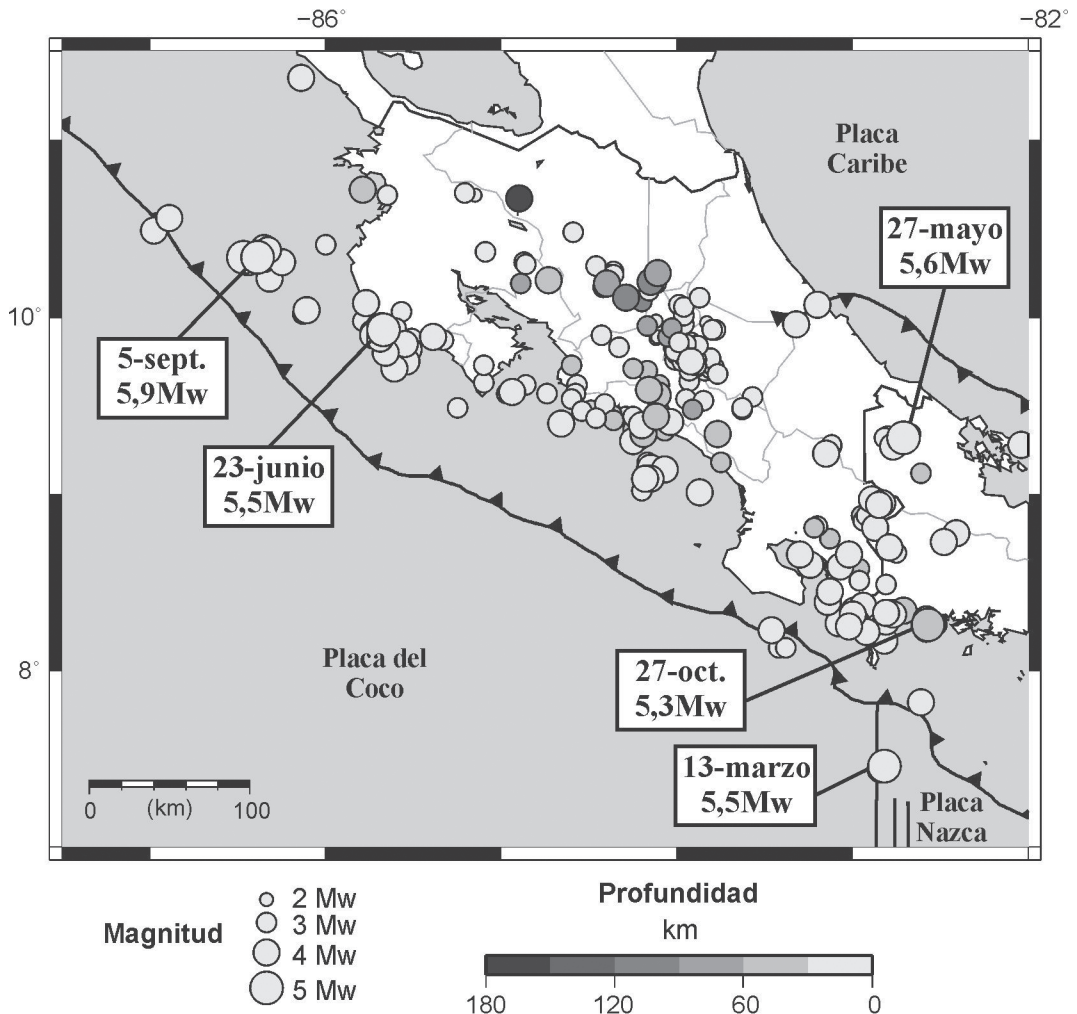 −86° −82°
Placa
Caribe
27-mayo
5,6Mw
10°
5-sept.
5,9Mw
23-junio
5,5Mw
Placa del
Coco
8°
27-oct.
5,3Mw
13-marzo
5,5Mw
Placa
Nazca
0 (km) 100
Magnitud
2 Mw
3 Mw
4 Mw
5 Mw
Profundidad
km
180 120 60 0